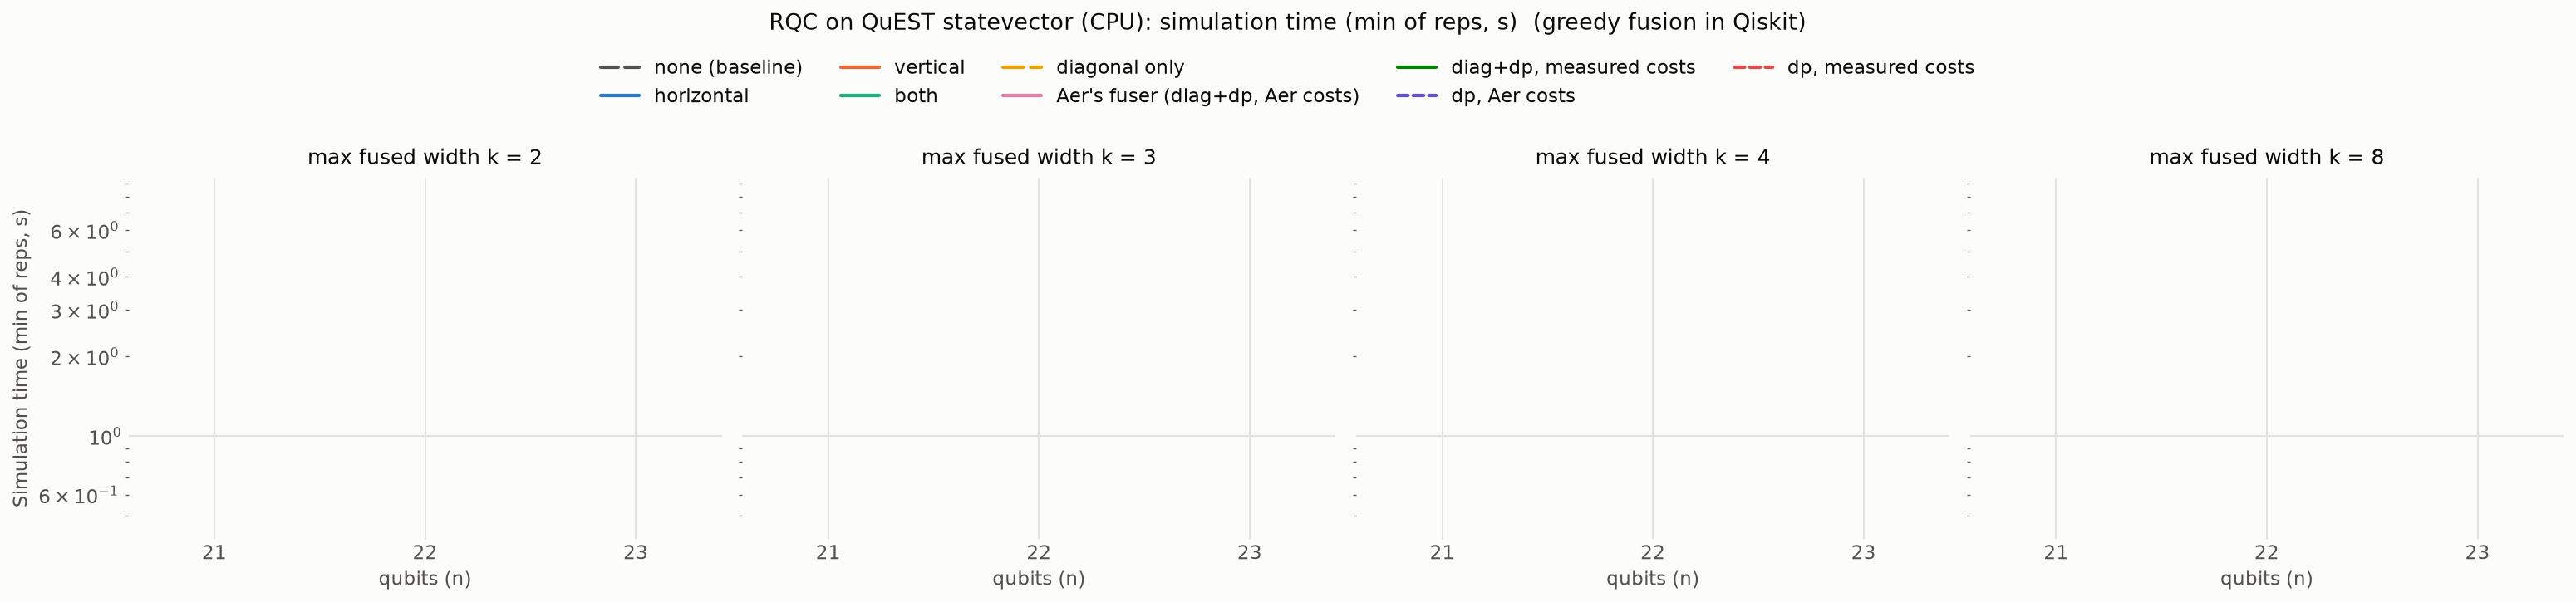 RQC on QuEST statevector (CPU): simulation time (min of reps, s)  (greedy fusion in Qiskit)
none (baseline) vertical diagonal only diag+dp, measured costs dp, measured costs
horizontal both Aer's fuser (diag+dp, Aer costs) dp, Aer costs
max fused width k = 2 max fused width k = 3 max fused width k = 4 max fused width k = 8
Simulation time (min of reps, s)
6 × 10⁰
4 × 10⁰
3 × 10⁰
2 × 10⁰
10⁰
6 × 10⁻¹
21 22 23 21 22 23 21 22 23 21 22 23
qubits (n) qubits (n) qubits (n) qubits (n)